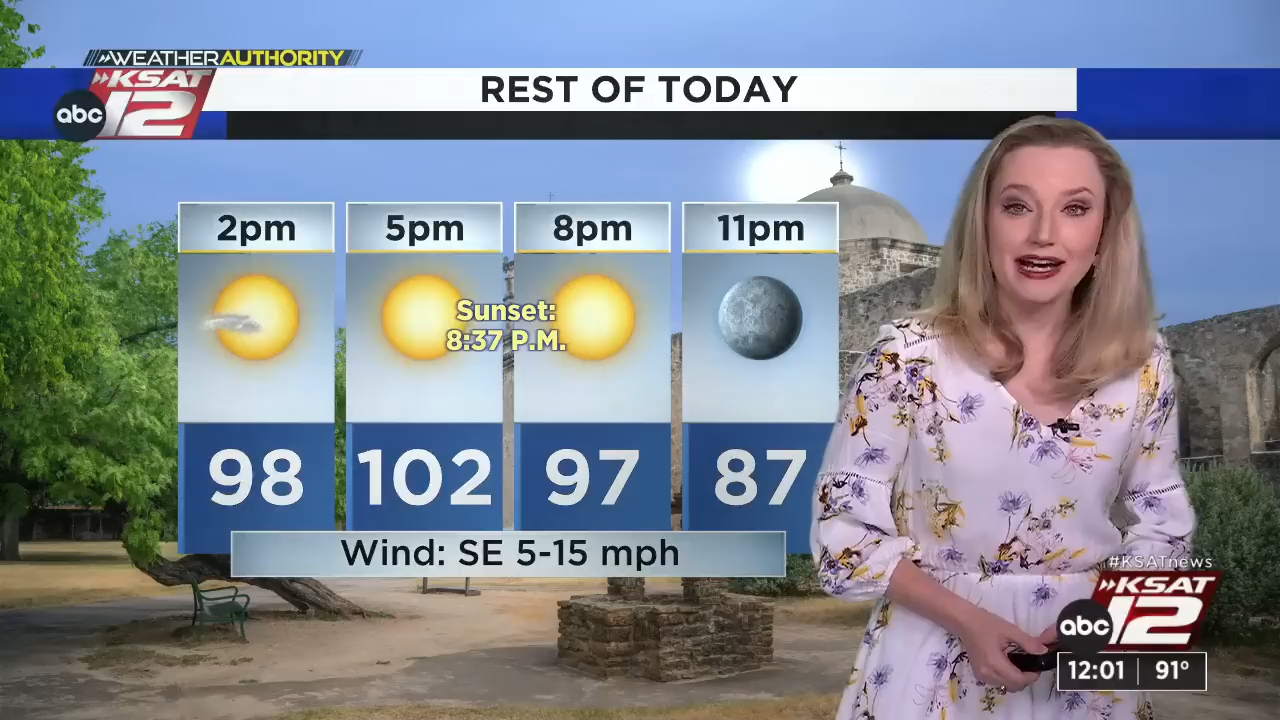 WEATHERAUTHORITY
KSAT
abc 12
REST OF TODAY
2pm 5pm 8pm 11pm
Sunset:
8:37 P.M.
98 102 97 87
Wind: SE 5-15 mph
#KSATnews
KSAT
abc 12
12:01 91°